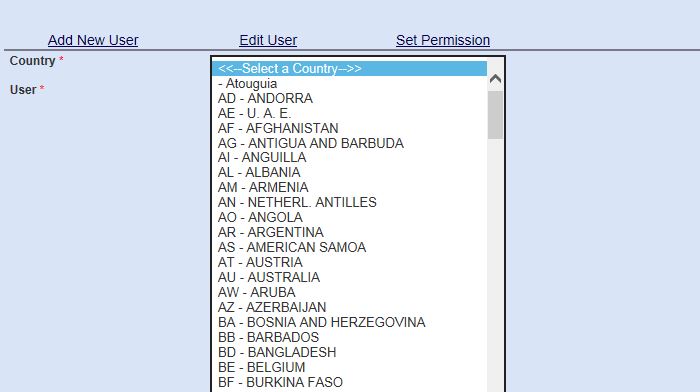 Add New User Edit User Set Permission
Country *
<<--Select a Country-->>
- Atouguia
User *
AD - ANDORRA
AE - U. A. E.
AF - AFGHANISTAN
AG - ANTIGUA AND BARBUDA
AI - ANGUILLA
AL - ALBANIA
AM - ARMENIA
AN - NETHERL. ANTILLES
AO - ANGOLA
AR - ARGENTINA
AS - AMERICAN SAMOA
AT - AUSTRIA
AU - AUSTRALIA
AW - ARUBA
AZ - AZERBAIJAN
BA - BOSNIA AND HERZEGOVINA
BB - BARBADOS
BD - BANGLADESH
BE - BELGIUM
BF - BURKINA FASO